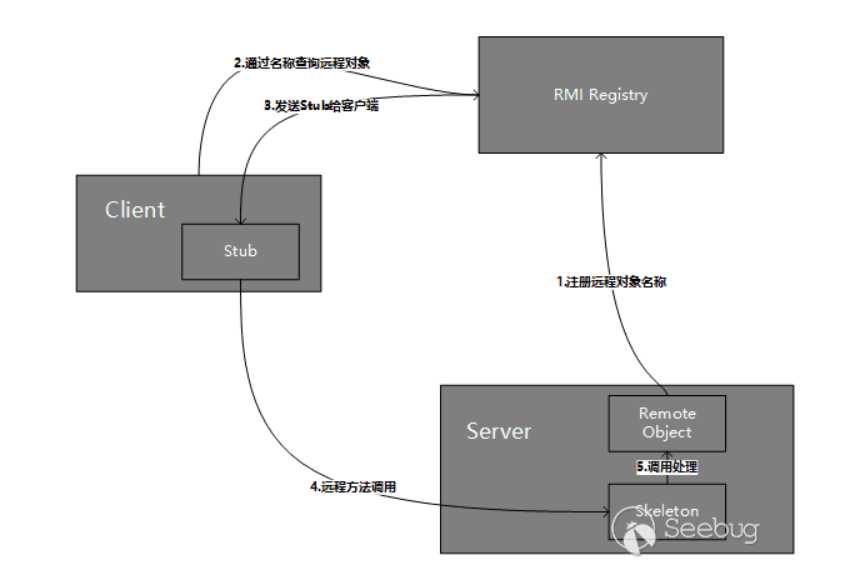 2.通过名称查询远程对象
RMI Registry
3.发送Stub给客户端
Client
Stub
1.注册远程对象名称
Remote
Object
Server
5.调用处理
4.远程方法调用
Skeleton
Seebug